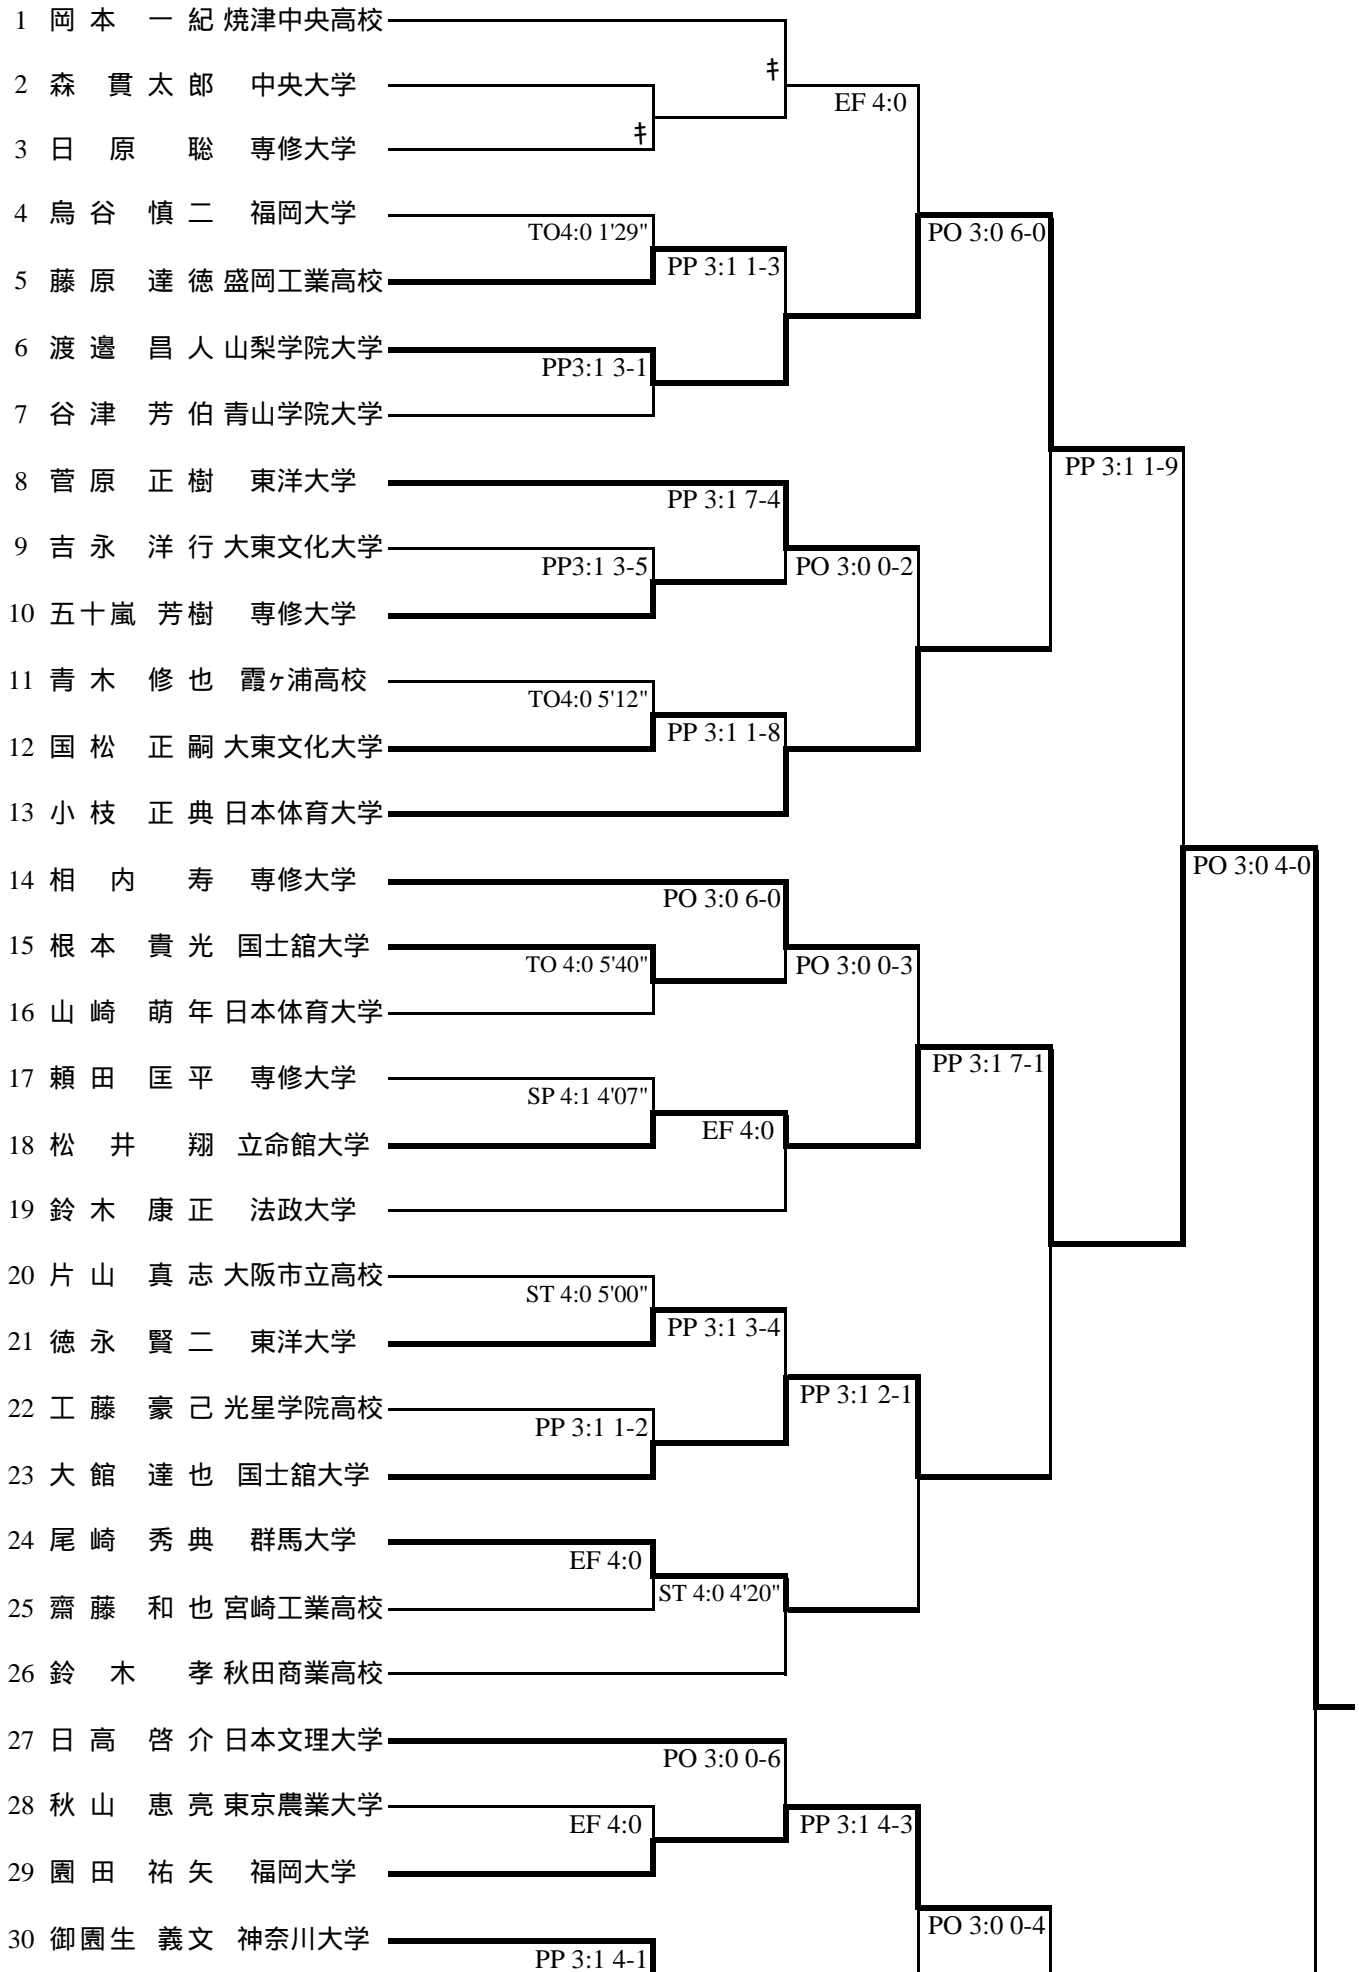 1 岡本 一紀 焼津中央高校
ｷ
2 森 貫太郎 中央大学
EF 4:0
ｷ
3 日原 聡 専修大学
4 鳥谷 慎二 福岡大学
TO4:0 1'29"
PO 3:0 6-0
PP 3:1 1-3
5 藤原 達徳 盛岡工業高校
6 渡邉 昌人 山梨学院大学
PP3:1 3-1
7 谷津 芳伯 青山学院大学
PP 3:1 1-9
8 菅原 正樹 東洋大学
PP 3:1 7-4
9 吉永 洋行 大東文化大学
PP3:1 3-5
PO 3:0 0-2
10 五十嵐 芳樹 専修大学
11 青木 修也 霞ヶ浦高校
TO4:0 5'12"
PP 3:1 1-8
12 国松 正嗣 大東文化大学
13 小枝 正典 日本体育大学
PO 3:0 4-0
14 相内 寿 専修大学
PO 3:0 6-0
15 根本 貴光 国士舘大学
TO 4:0 5'40"
PO 3:0 0-3
16 山崎 萌年 日本体育大学
PP 3:1 7-1
17 頼田 匡平 専修大学
SP 4:1 4'07"
EF 4:0
18 松井 翔 立命館大学
19 鈴木 康正 法政大学
20 片山 真志 大阪市立高校
ST 4:0 5'00"
PP 3:1 3-4
21 徳永 賢二 東洋大学
PP 3:1 2-1
22 工藤 豪己 光星学院高校
PP 3:1 1-2
23 大館 達也 国士舘大学
24 尾崎 秀典 群馬大学
EF 4:0
ST 4:0 4'20"
25 齋藤 和也 宮崎工業高校
26 鈴木 孝 秋田商業高校
27 日高 啓介 日本文理大学
PO 3:0 0-6
28 秋山 恵亮 東京農業大学
EF 4:0
PP 3:1 4-3
29 園田 祐矢 福岡大学
PO 3:0 0-4
30 御園生 義文 神奈川大学
PP 3:1 4-1